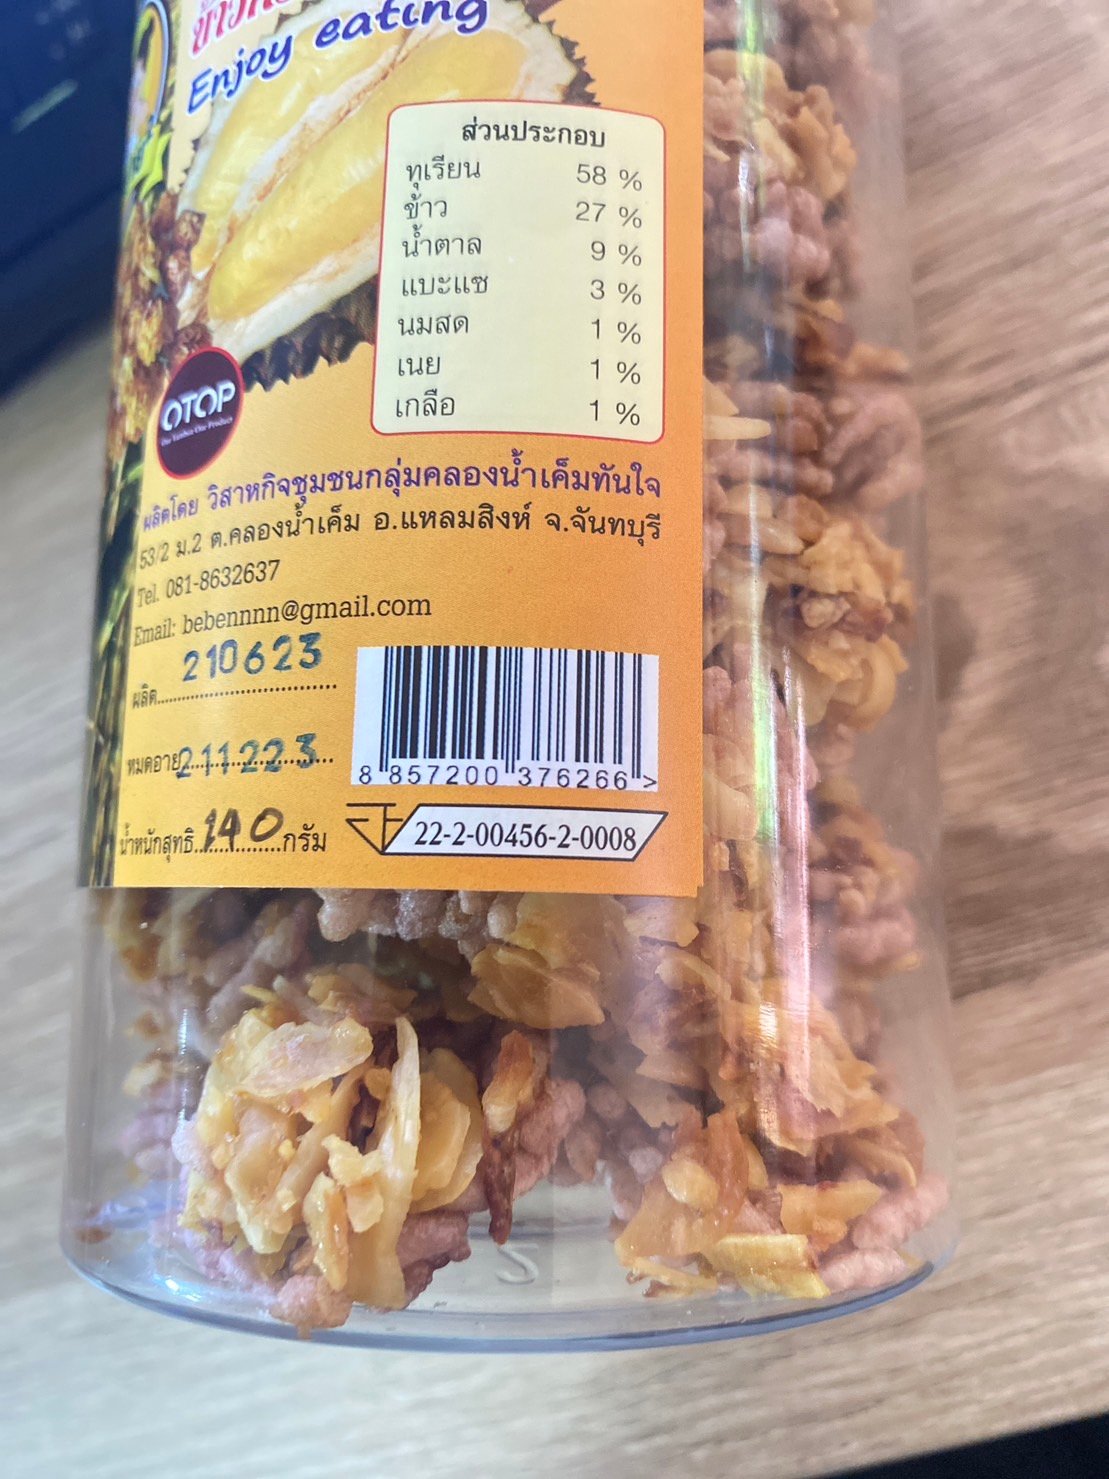 Enjoy eating
ส่วนประกอบ
ทุเรียน 58 %
ข้าว 27 %
น้ำตาล 9 %
แบะแซ 3 %
นมสด 1 %
เนย 1 %
เกลือ 1 %
OTOP
One Tambon One Product
ผลิตโดย วิสาหกิจชุมชนกลุ่มคลองน้ำเค็มทันใจ
53/2 ม.2 ต.คลองน้ำเค็ม อ.แหลมสิงห์ จ.จันทบุรี
Tel. 081-8632637
Email: bebennnn@gmail.com
ผลิต 210623
หมดอายุ 211223
น้ำหนักสุทธิ 140 กรัม
8 857200 376266 >
22-2-00456-2-0008